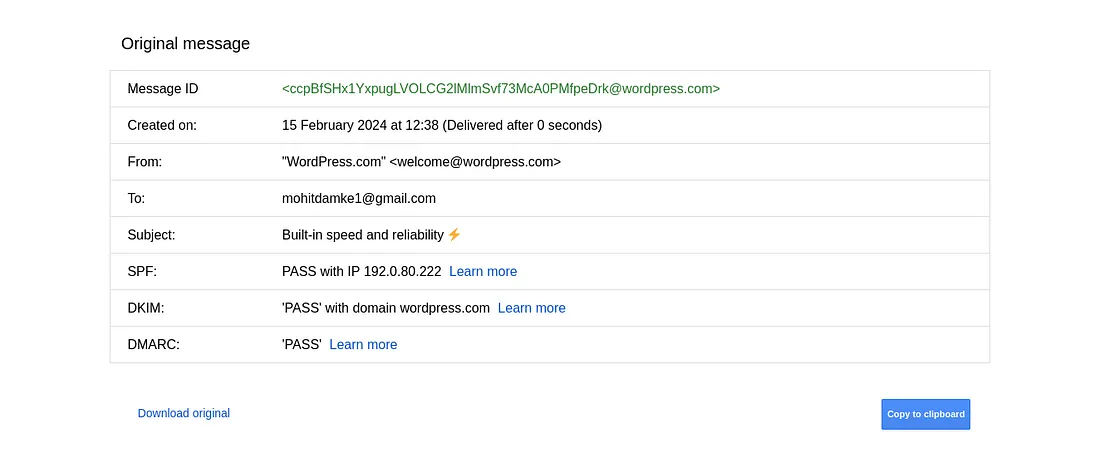 Original message
Message ID <ccpBfSHx1YxpugLVOLCG2lMlmSvf73McA0PMfpeDrk@wordpress.com>
Created on: 15 February 2024 at 12:38 (Delivered after 0 seconds)
From: "WordPress.com" <welcome@wordpress.com>
To: mohitdamke1@gmail.com
Subject: Built-in speed and reliability ⚡
SPF: PASS with IP 192.0.80.222 Learn more
DKIM: 'PASS' with domain wordpress.com Learn more
DMARC: 'PASS' Learn more
Download original Copy to clipboard